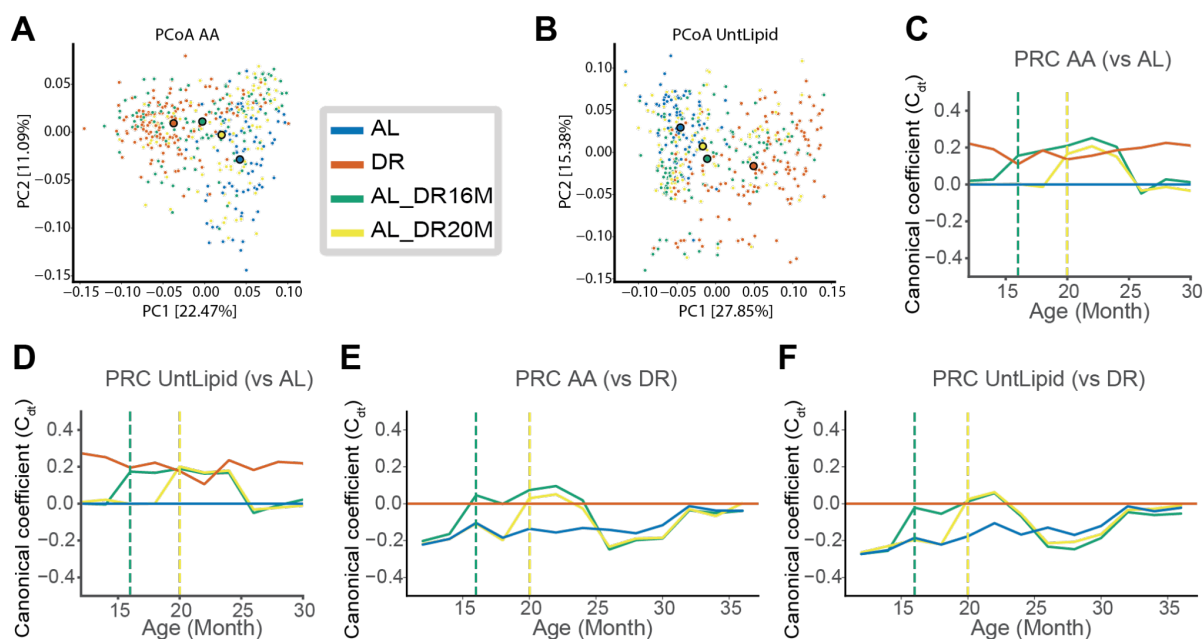 A
PCoA AA
PC2 [11.09%]
0.05
0.00
−0.05
−0.10
−0.15
−0.15
−0.10
−0.05
0.00
0.05
0.10
PC1 [22.47%]
AL
DR
AL_DR16M
AL_DR20M
B
PCoA UntLipid
PC2 [15.38%]
0.10
0.05
0.00
−0.05
−0.10
−0.15
−0.10
−0.05
0.00
0.05
0.10
0.15
PC1 [27.85%]
C
PRC AA (vs AL)
Canonical coefficient (Cdt)
0.4
0.2
0.0
−0.2
−0.4
15
20
25
30
Age (Month)
D
PRC UntLipid (vs AL)
Canonical coefficient (Cdt)
0.4
0.2
0.0
−0.2
−0.4
15
20
25
30
Age (Month)
E
PRC AA (vs DR)
Canonical coefficient (Cdt)
0.4
0.2
0.0
−0.2
−0.4
15
20
25
30
35
Age (Month)
F
PRC UntLipid (vs DR)
Canonical coefficient (Cdt)
0.4
0.2
0.0
−0.2
−0.4
15
20
25
30
35
Age (Month)